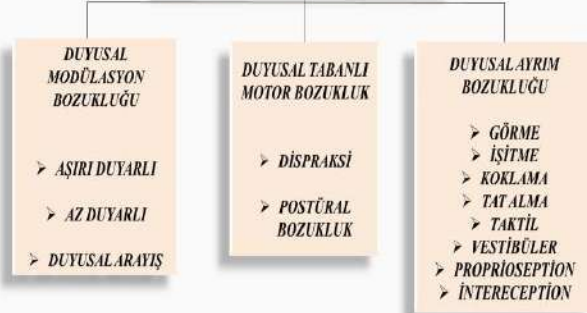 DUYUSAL
MODÜLASYON
BOZUKLUĞU
➢ AŞIRI DUYARLI
➢ AZ DUYARLI
➢ DUYUSAL ARAYIŞ
DUYUSAL TABANLI
MOTOR BOZUKLUK
➢ DİSPRAKSİ
➢ POSTÜRAL
BOZUKLUK
DUYUSAL AYRIM
BOZUKLUĞU
➢ GÖRME
➢ İŞİTME
➢ KOKLAMA
➢ TAT ALMA
➢ TAKTİL
➢ VESTİBÜLER
➢ PROPRİOSEPTİON
➢ İNTERECEPTİON